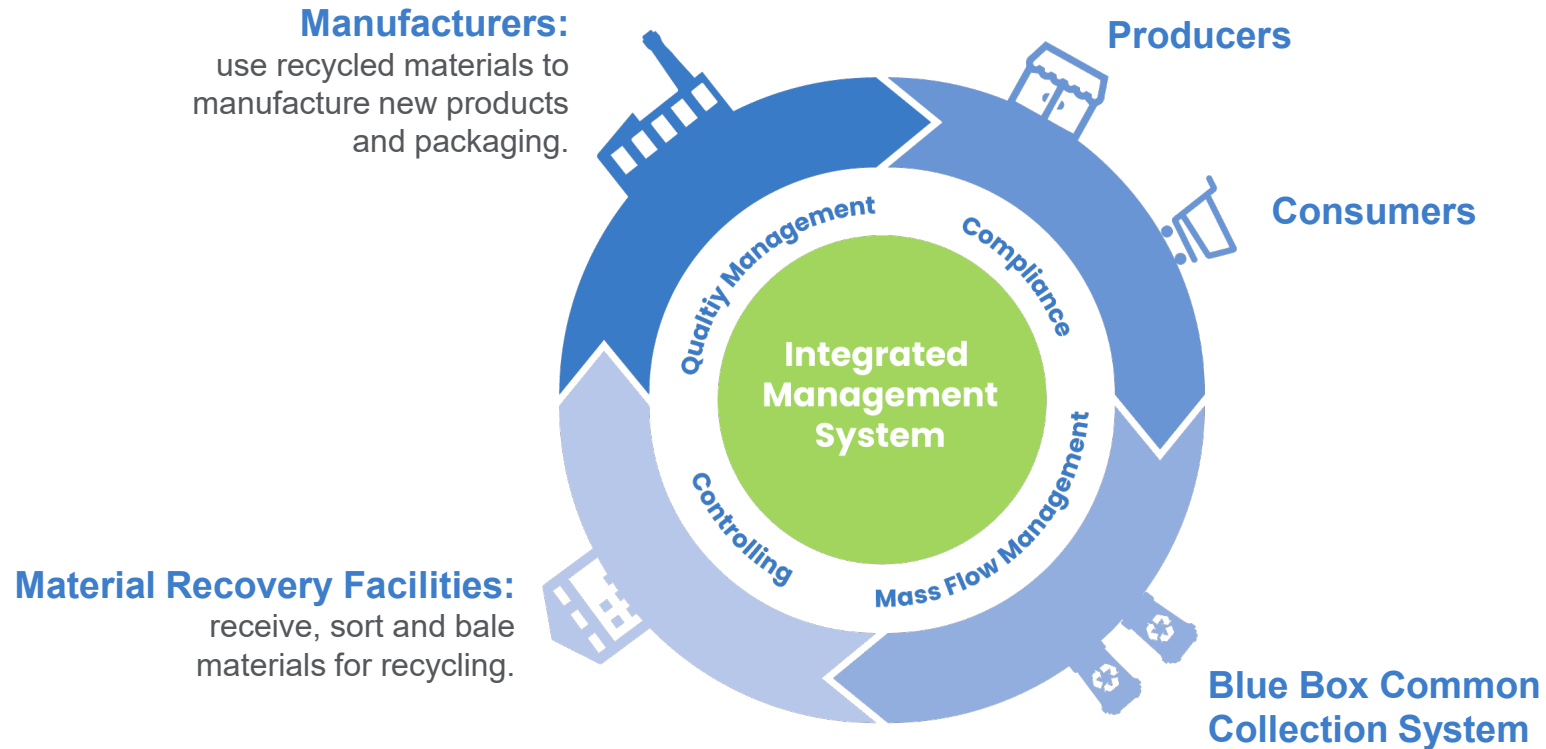 Manufacturers:
use recycled materials to
manufacture new products
and packaging.
Producers
Consumers
Qualtiy Management
Compliance
Integrated
Management
System
Controlling
Mass Flow Management
Material Recovery Facilities:
receive, sort and bale
materials for recycling.
Blue Box Common
Collection System